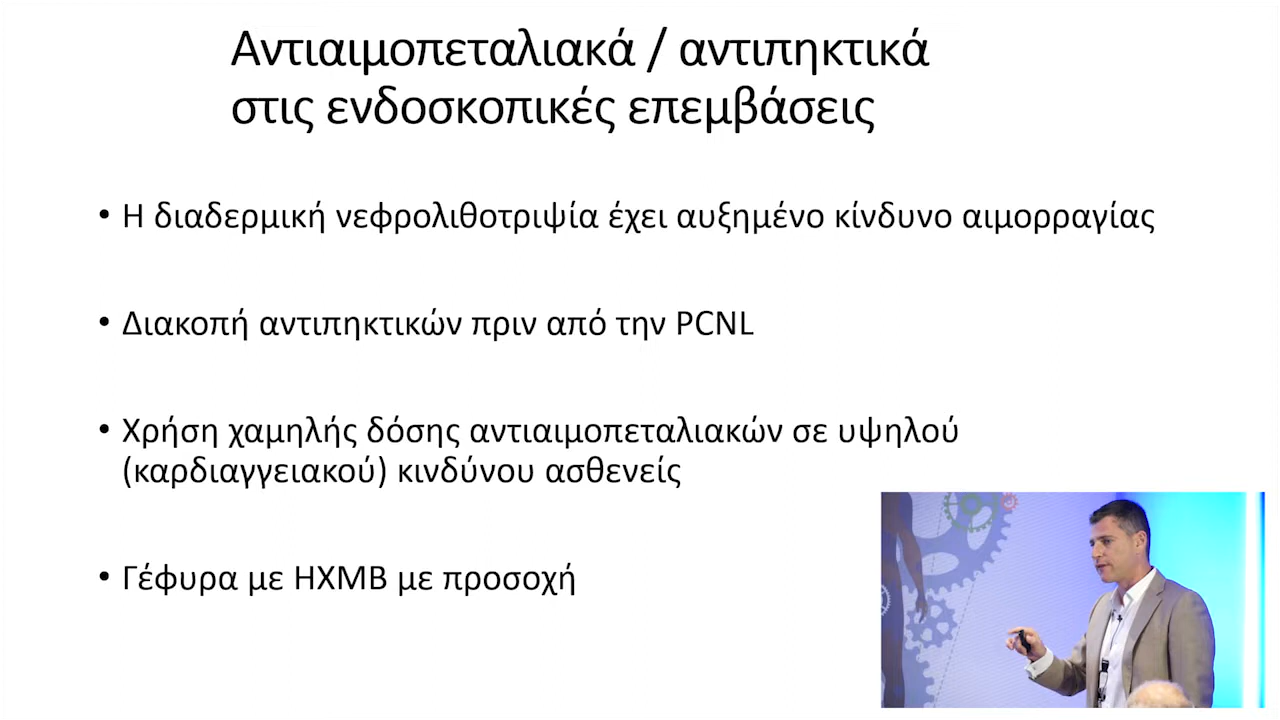 Αντιαιμοπεταλιακά / αντιπηκτικά
στις ενδοσκοπικές επεμβάσεις
• Η διαδερμική νεφρολιθοτριψία έχει αυξημένο κίνδυνο αιμορραγίας
• Διακοπή αντιπηκτικών πριν από την PCNL
• Χρήση χαμηλής δόσης αντιαιμοπεταλιακών σε υψηλού
(καρδιαγγειακού) κινδύνου ασθενείς
• Γέφυρα με ΗΧΜΒ με προσοχή